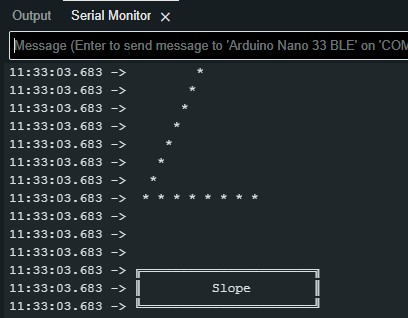 Output Serial Monitor ×
Message (Enter to send message to 'Arduino Nano 33 BLE' on 'COM
11:33:03.683 ->         *
11:33:03.683 ->        *
11:33:03.683 ->       *
11:33:03.683 ->      *
11:33:03.683 ->     *
11:33:03.683 ->    *
11:33:03.683 ->   *
11:33:03.683 ->  * * * * * * * *
11:33:03.683 ->
11:33:03.683 ->
11:33:03.683 ->
11:33:03.683 -> ╔══════════════════════╗
11:33:03.683 -> ║         Slope        ║
11:33:03.683 -> ╚══════════════════════╝